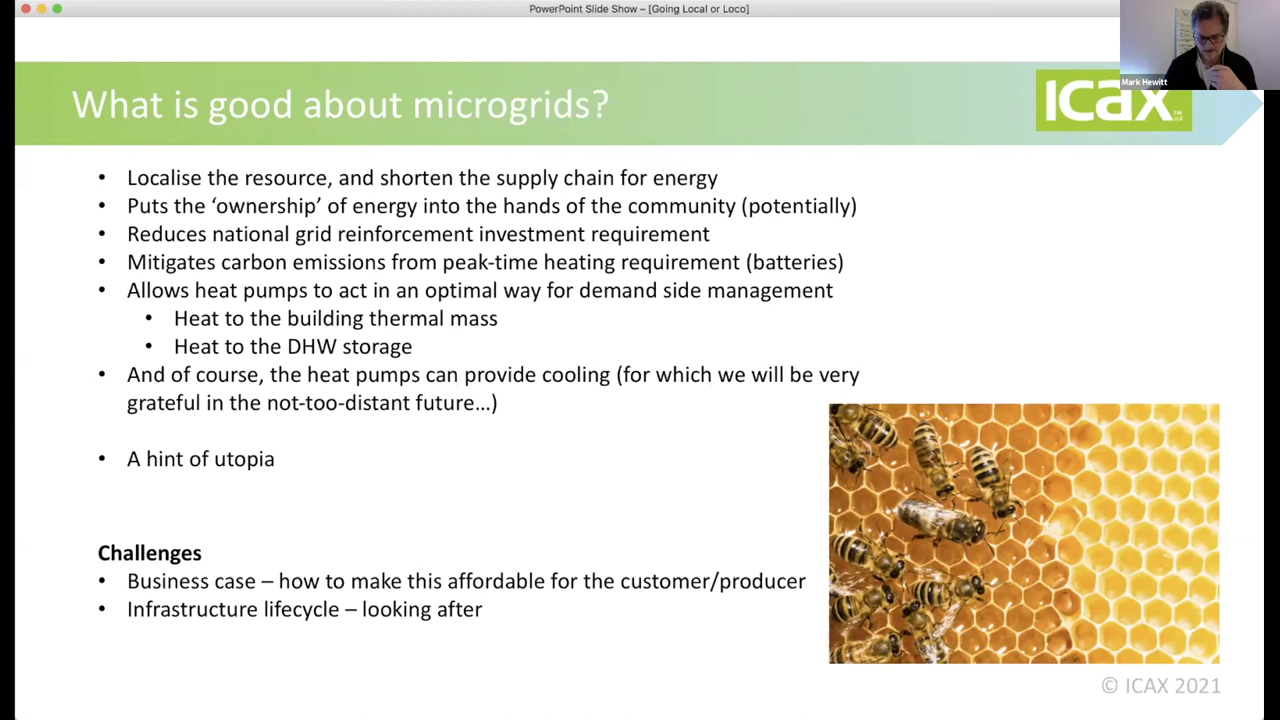 PowerPoint Slide Show – [Going Local or Loco]
Mark Hewitt
What is good about microgrids?
ICax
TM
ltd
• Localise the resource, and shorten the supply chain for energy
• Puts the ‘ownership’ of energy into the hands of the community (potentially)
• Reduces national grid reinforcement investment requirement
• Mitigates carbon emissions from peak-time heating requirement (batteries)
• Allows heat pumps to act in an optimal way for demand side management
• Heat to the building thermal mass
• Heat to the DHW storage
• And of course, the heat pumps can provide cooling (for which we will be very
grateful in the not-too-distant future…)
• A hint of utopia
Challenges
• Business case – how to make this affordable for the customer/producer
• Infrastructure lifecycle – looking after
© ICAX 2021